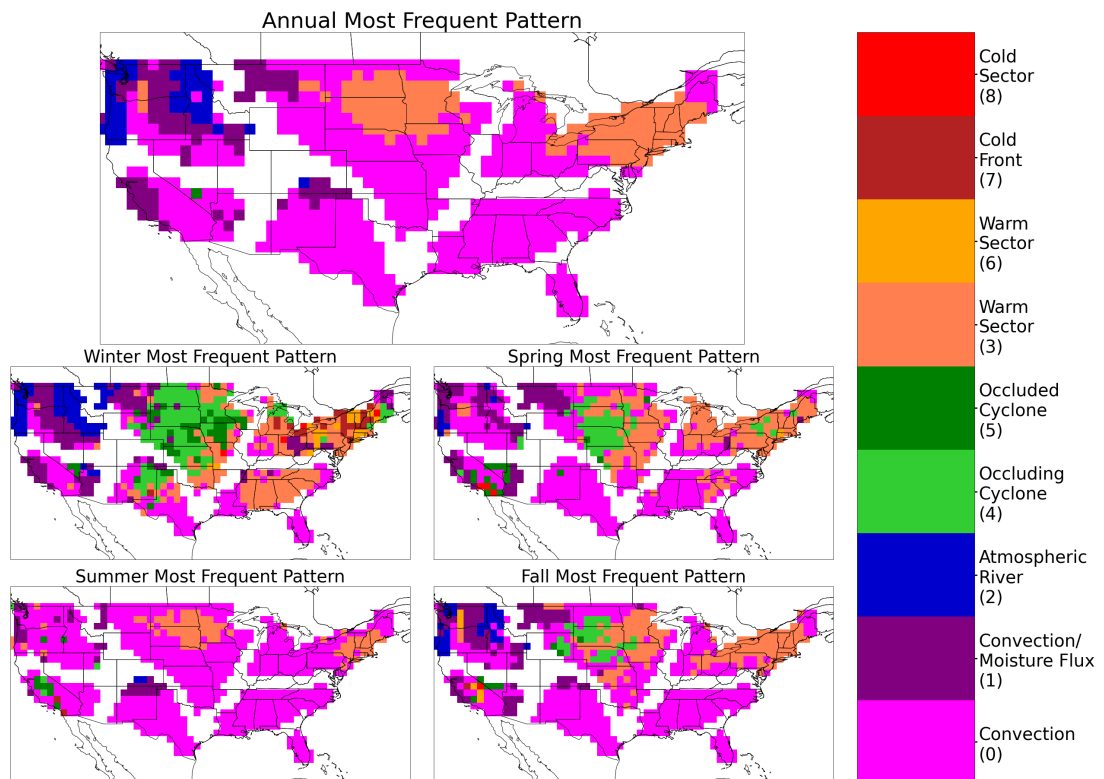 Annual Most Frequent Pattern
Winter Most Frequent Pattern
Spring Most Frequent Pattern
Summer Most Frequent Pattern
Fall Most Frequent Pattern
Cold
Sector
(8)
Cold
Front
(7)
Warm
Sector
(6)
Warm
Sector
(3)
Occluded
Cyclone
(5)
Occluding
Cyclone
(4)
Atmospheric
River
(2)
Convection/
Moisture Flux
(1)
Convection
(0)